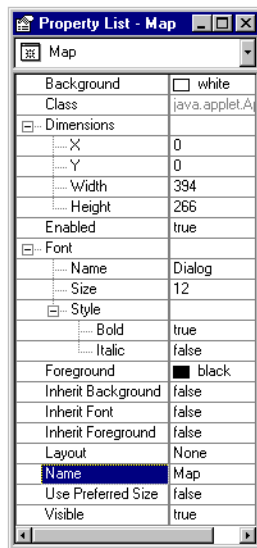 Property List - Map
Map
Background white
Class java.applet.Ap
Dimensions
X 0
Y 0
Width 394
Height 266
Enabled true
Font
Name Dialog
Size 12
Style
Bold true
Italic false
Foreground black
Inherit Background false
Inherit Font false
Inherit Foreground false
Layout None
Name Map
Use Preferred Size false
Visible true